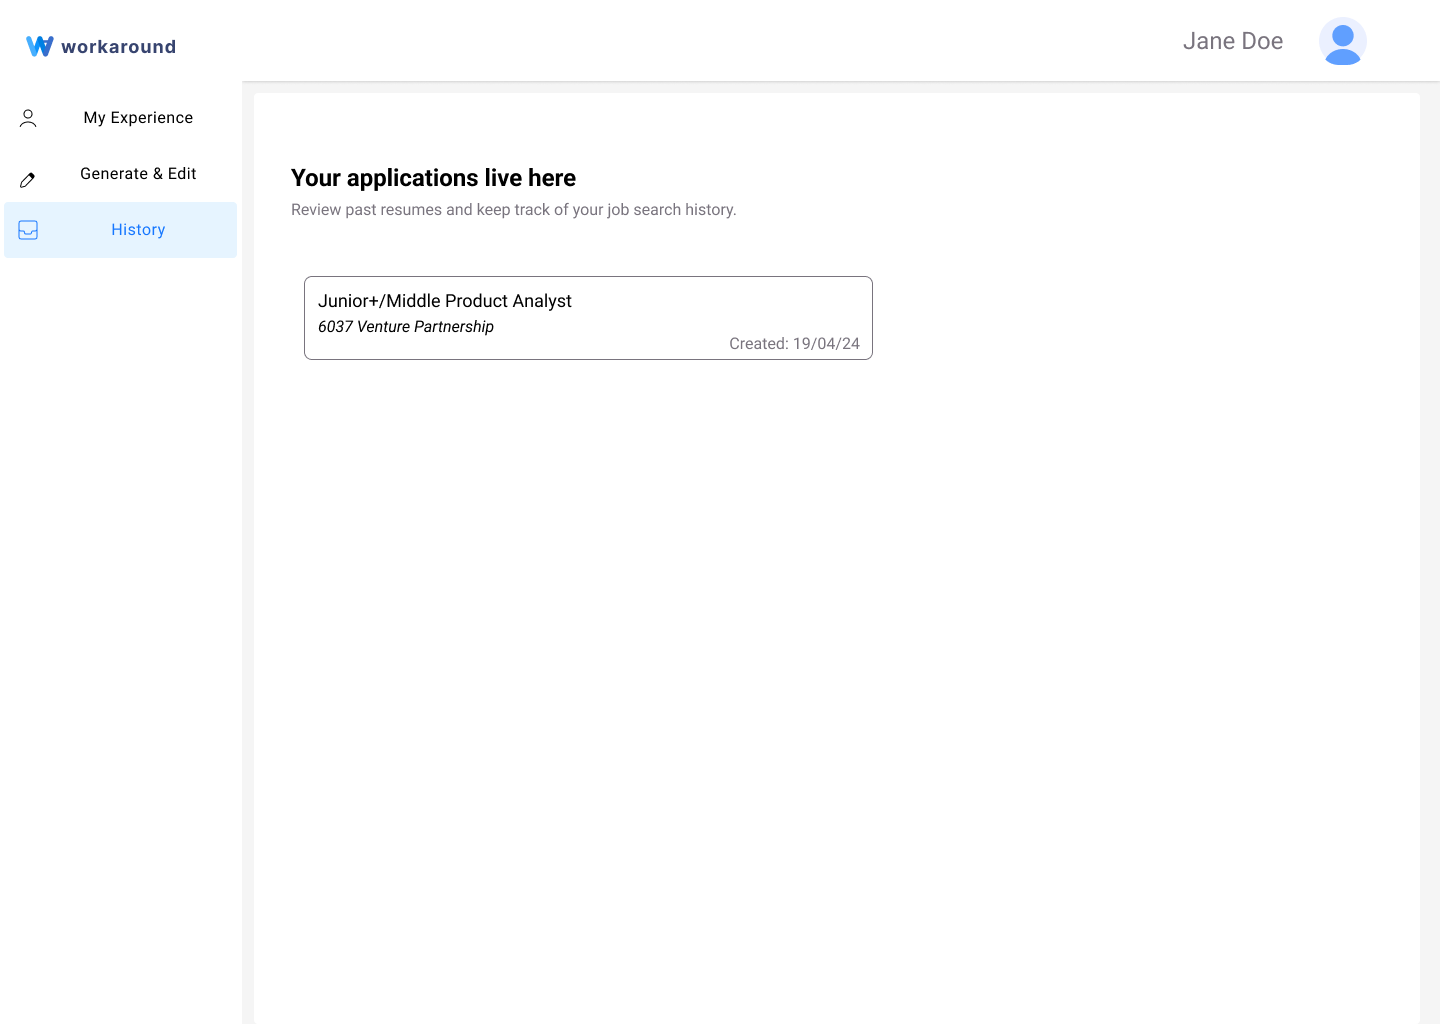 workaround
Jane Doe
My Experience
Generate & Edit
History
Your applications live here
Review past resumes and keep track of your job search history.
Junior+/Middle Product Analyst
6037 Venture Partnership
Created: 19/04/24